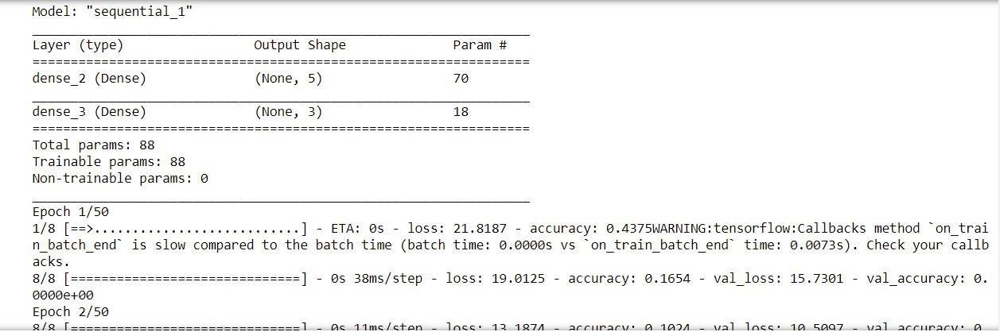 Model: "sequential_1"
Layer (type) Output Shape Param #
=================================================================
dense_2 (Dense) (None, 5) 70
dense_3 (Dense) (None, 3) 18
=================================================================
Total params: 88
Trainable params: 88
Non-trainable params: 0
Epoch 1/50
1/8 [==>...........................] - ETA: 0s - loss: 21.8187 - accuracy: 0.4375WARNING:tensorflow:Callbacks method `on_trai
n_batch_end` is slow compared to the batch time (batch time: 0.0000s vs `on_train_batch_end` time: 0.0073s). Check your callb
acks.
8/8 [==============================] - 0s 38ms/step - loss: 19.0125 - accuracy: 0.1654 - val_loss: 15.7301 - val_accuracy: 0.
0000e+00
Epoch 2/50
8/8 [==============================] - 0s 11ms/step - loss: 13.1874 - accuracy: 0.1024 - val_loss: 10.5097 - val_accuracy: 0.